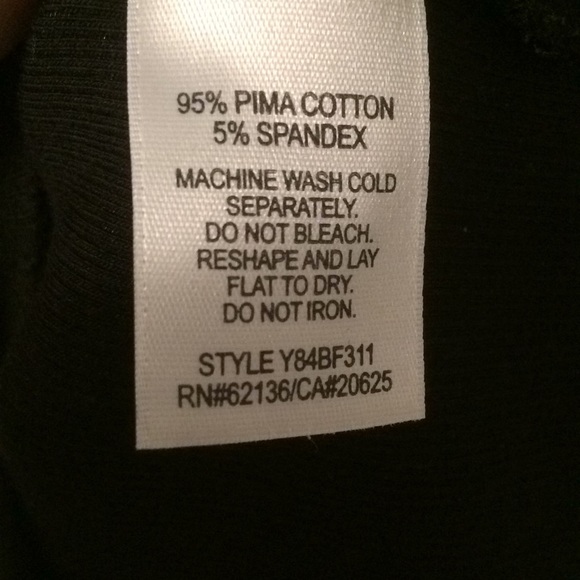 95% PIMA COTTON
5% SPANDEX
MACHINE WASH COLD
SEPARATELY.
DO NOT BLEACH.
RESHAPE AND LAY
FLAT TO DRY.
DO NOT IRON.
STYLE Y84BF311
RN#62136/CA#20625